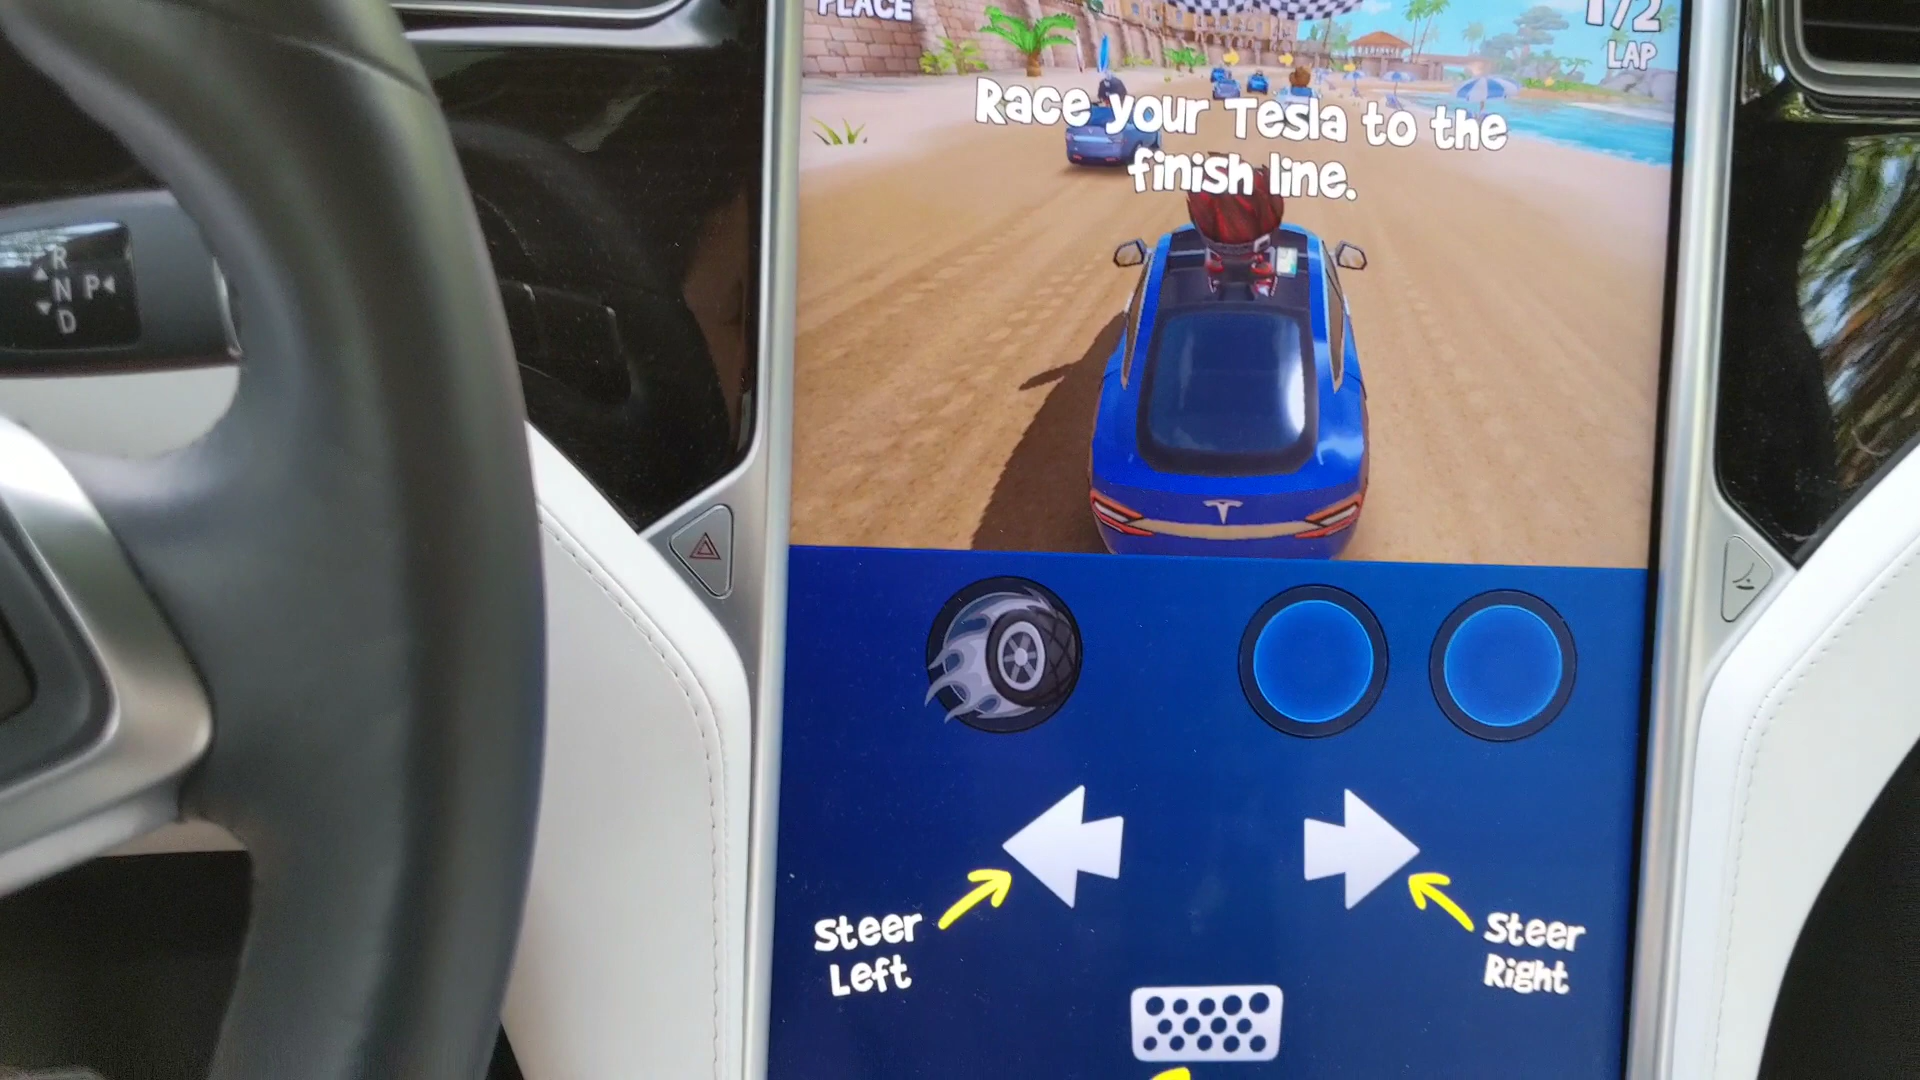 PLACE
1/2
LAP
Race your Tesla to the
finish line.
R
N P
D
Steer
Left
Steer
Right